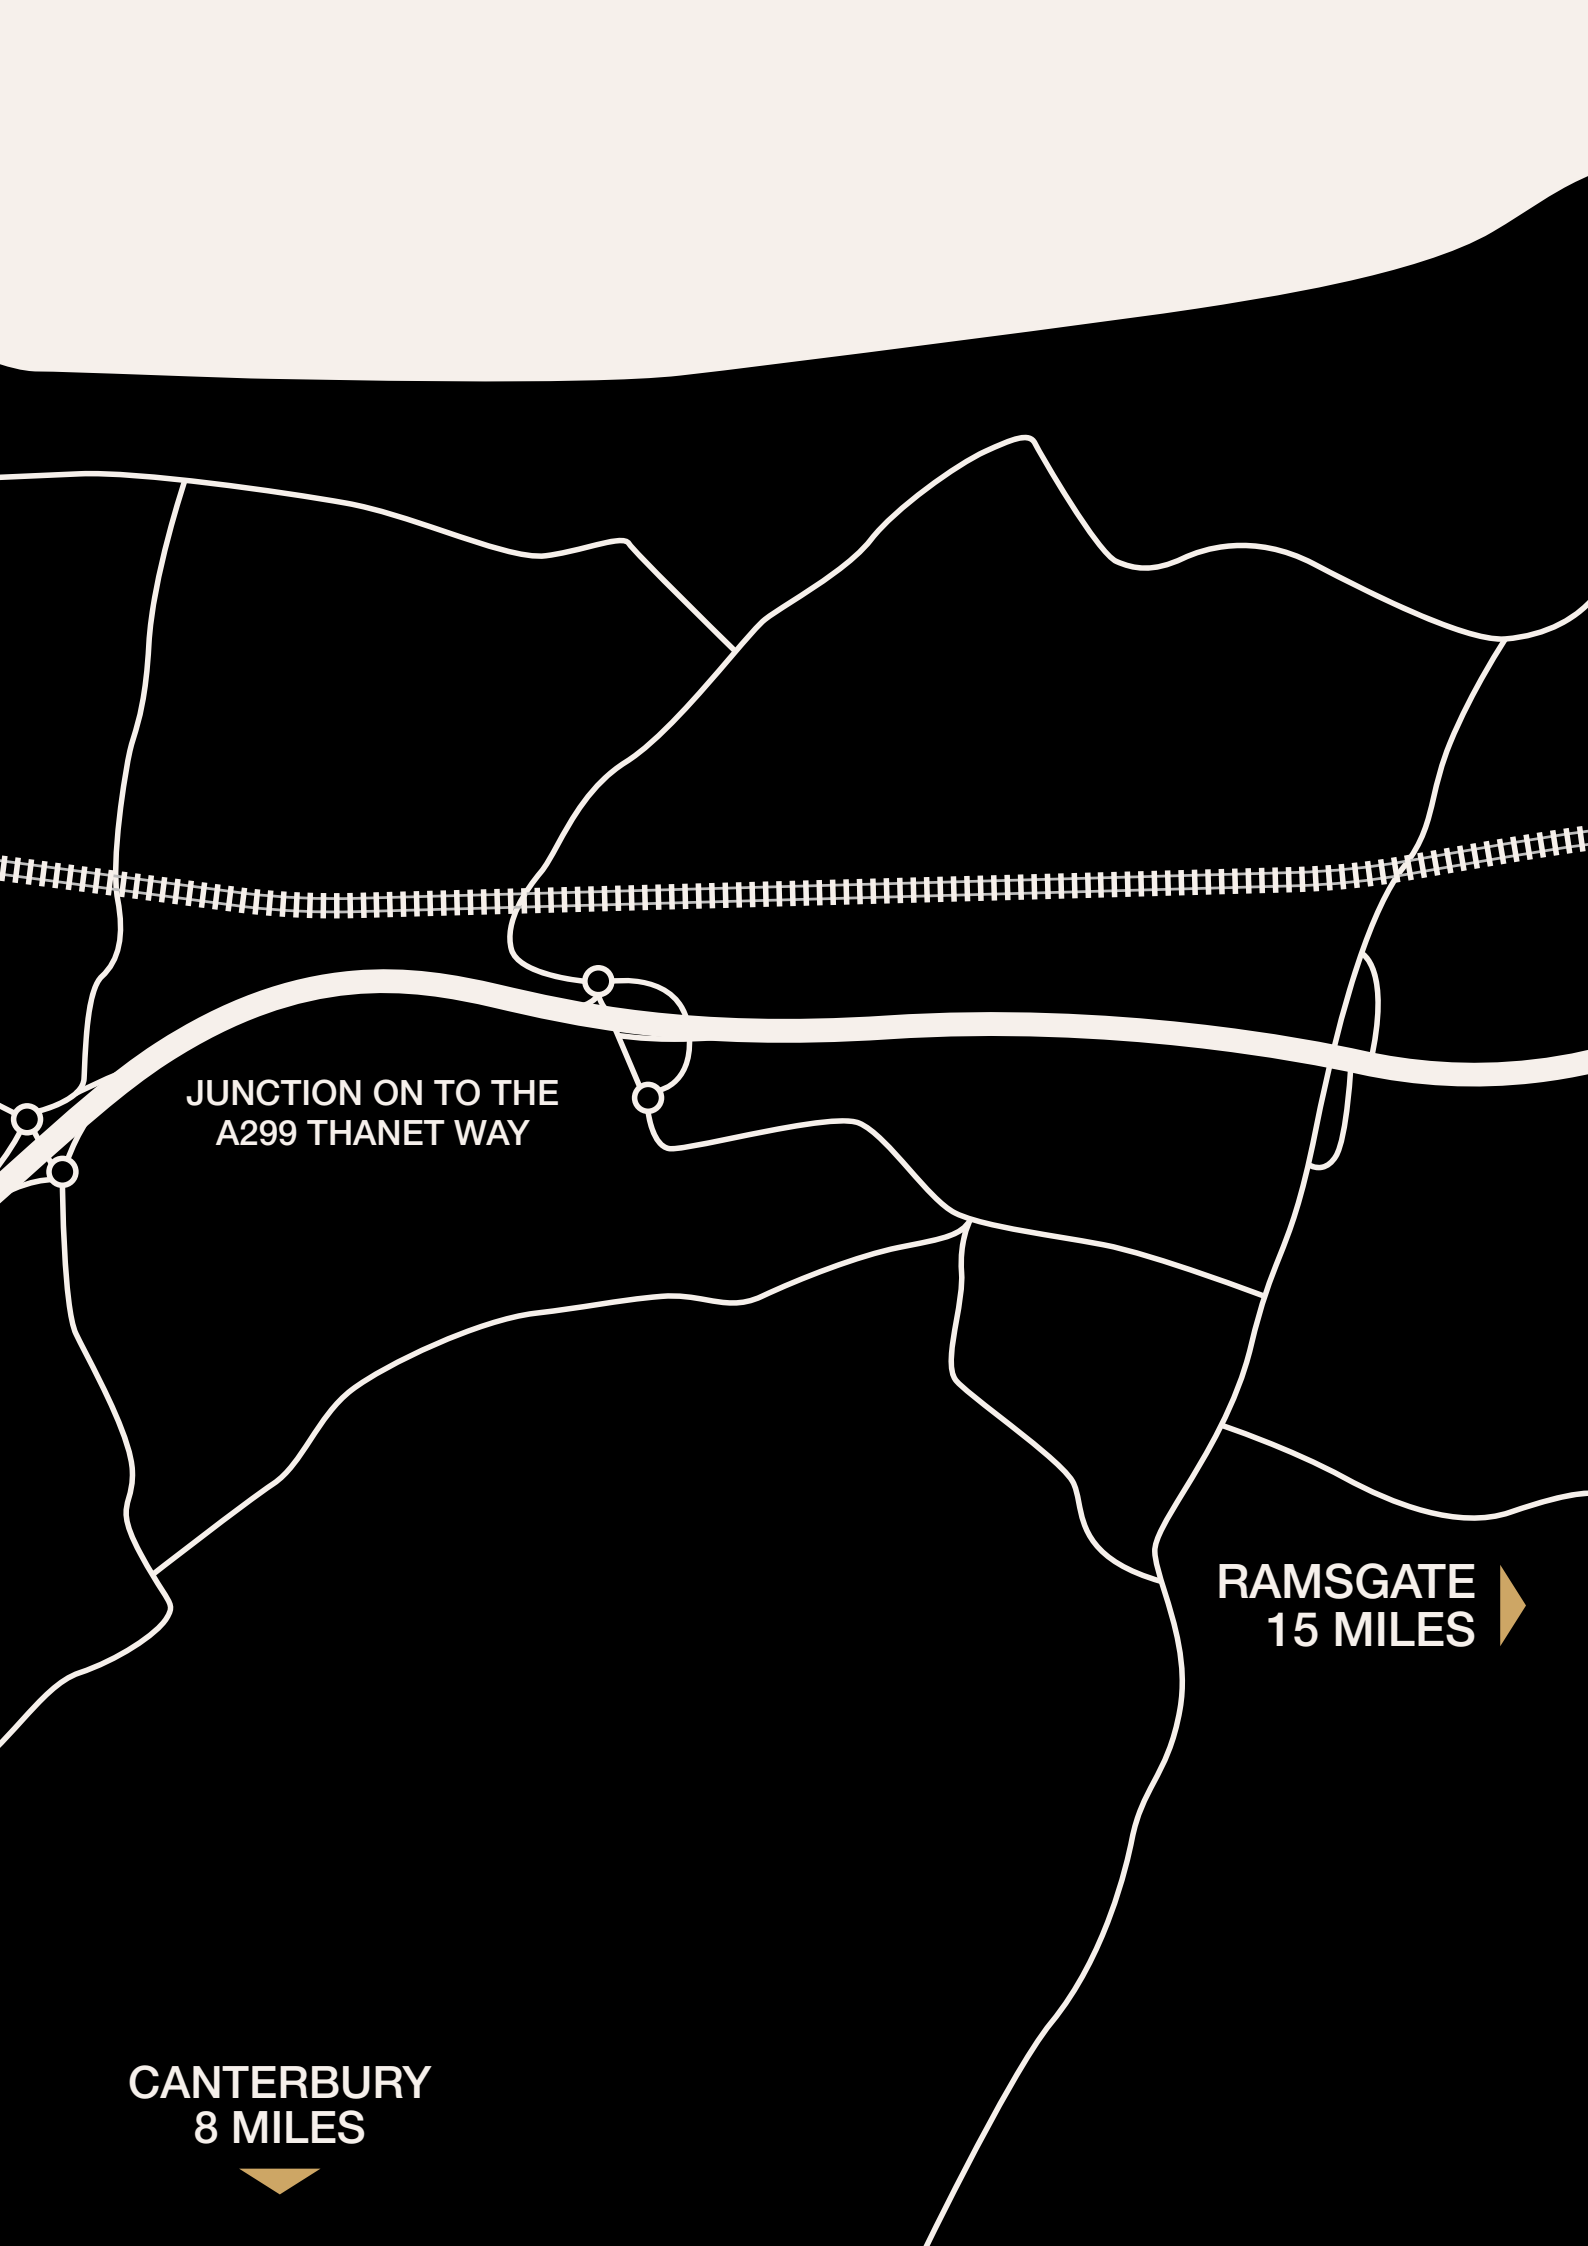 JUNCTION ON TO THE
A299 THANET WAY
RAMSGATE
15 MILES
CANTERBURY
8 MILES